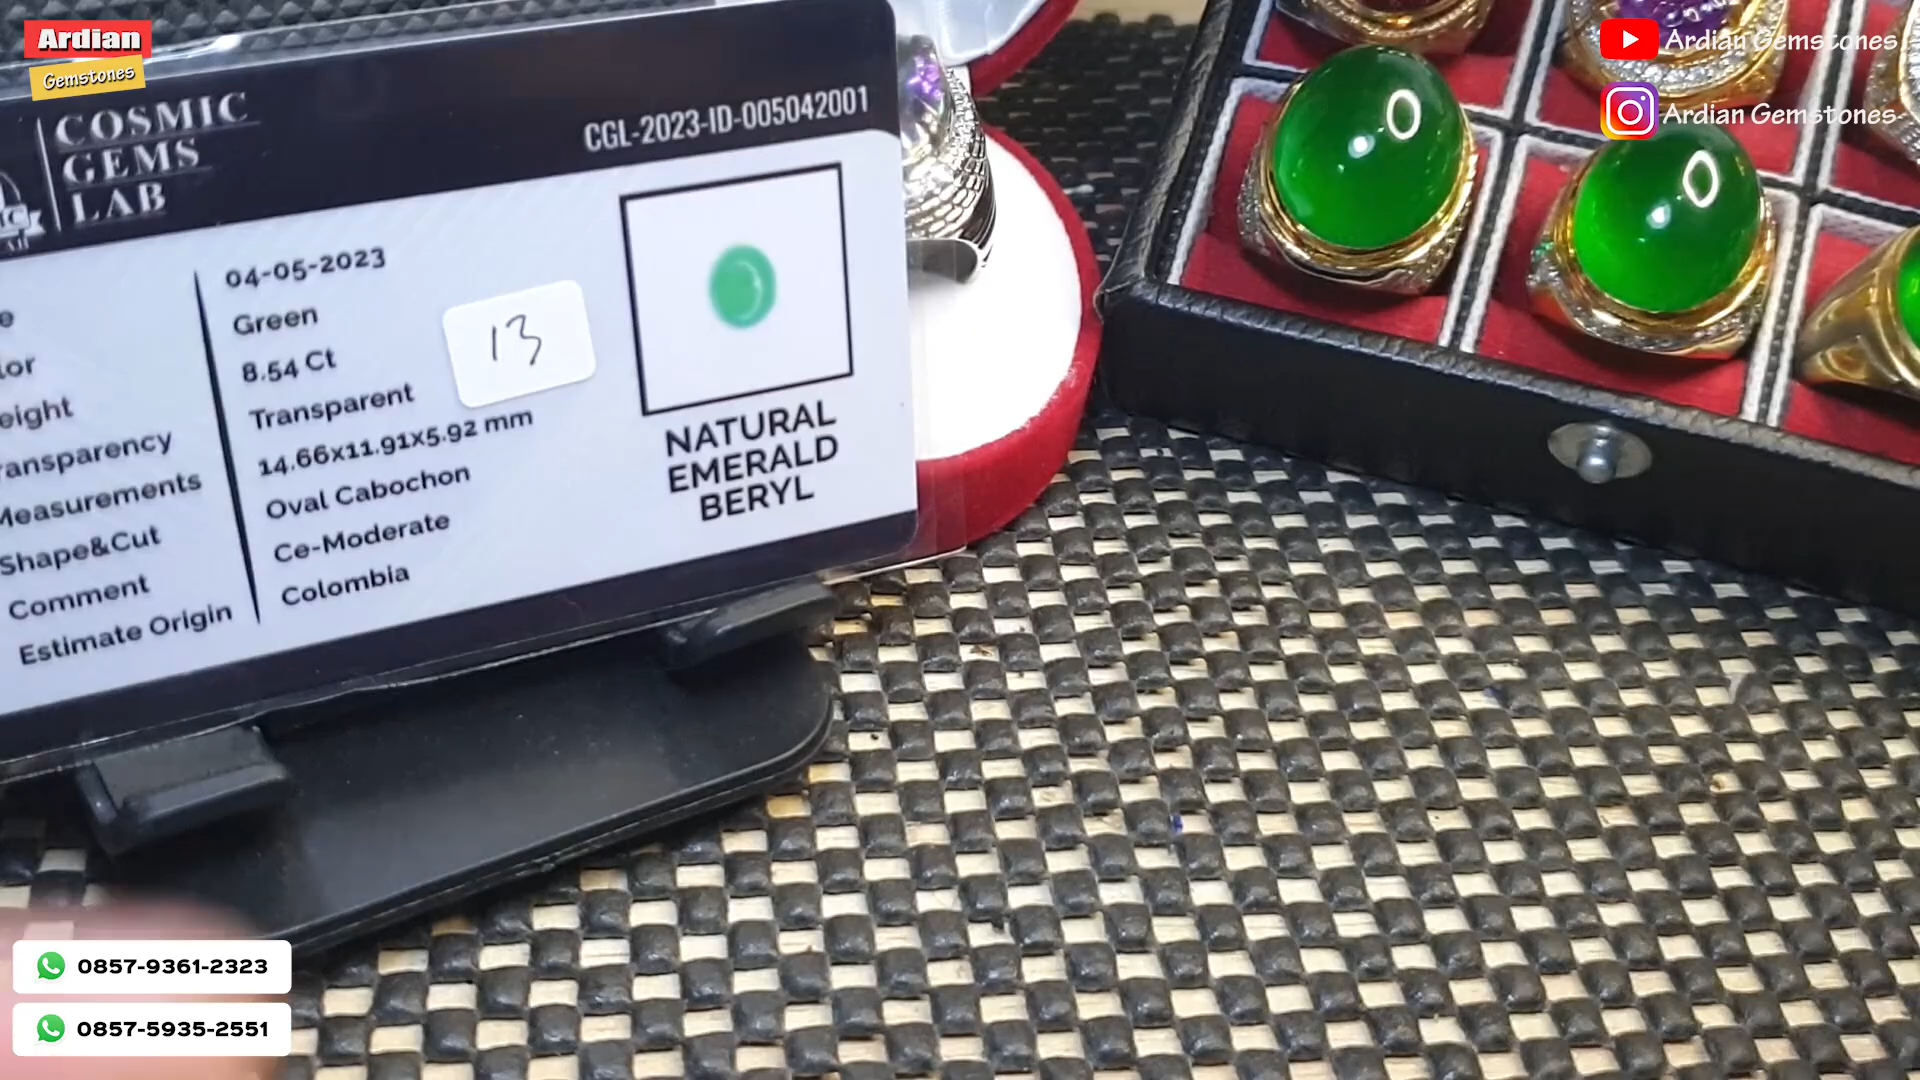 Ardian
Gemstones
Ardian Gemstones
Ardian Gemstones
COSMIC
GEMS
LAB
CGL-2023-ID-005042001
04-05-2023
Green
8.54 Ct
Transparent
Measurements 14.66x11.91x5.92 mm
Shape&Cut Oval Cabochon
Comment Ce-Moderate
Estimate Origin Colombia
13
NATURAL
EMERALD
BERYL
0857-9361-2323
0857-5935-2551